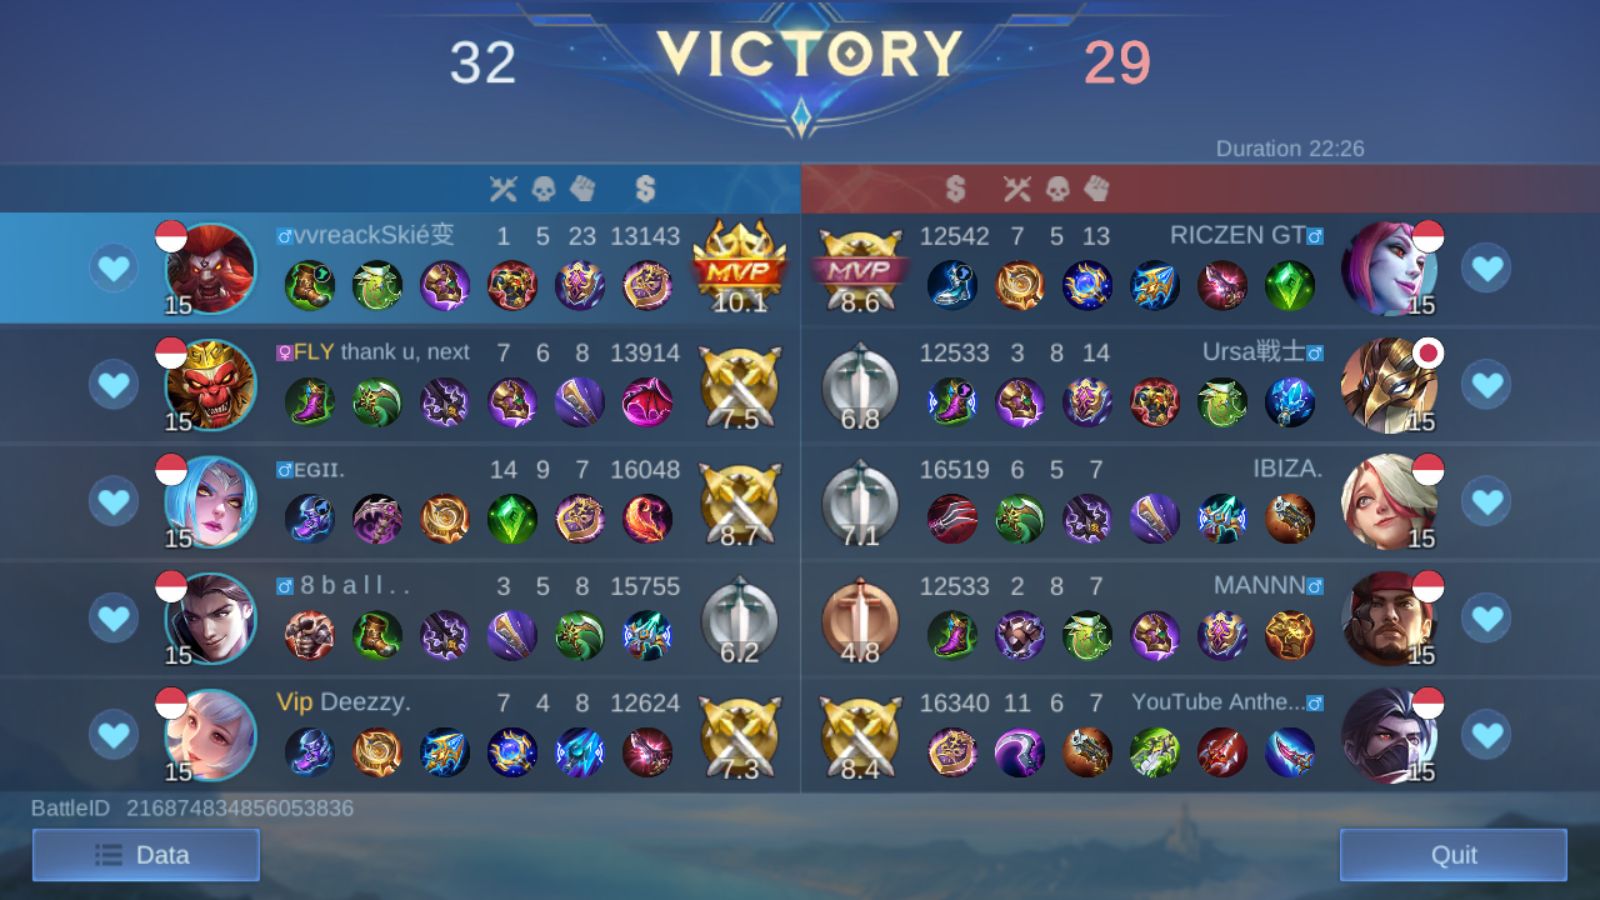 32 VICTORY 29
Duration 22:26
vvreackSkié变 1 5 23 13143
15 MVP 10.1
12542 7 5 13 RICZEN GT
MVP 8.6 15
FLY thank u, next 7 6 8 13914
15 7.5
12533 3 8 14 Ursa戦士
6.8 15
EGII. 14 9 7 16048
15 8.7
16519 6 5 7 IBIZA.
7.1 15
8 b a l l . . 3 5 8 15755
15 6.2
12533 2 8 7 MANNN
4.8 15
Vip Deezzy. 7 4 8 12624
15 7.3
16340 11 6 7 YouTube Anthe...
8.4 15
BattleID 216874834856053836
Data
Quit